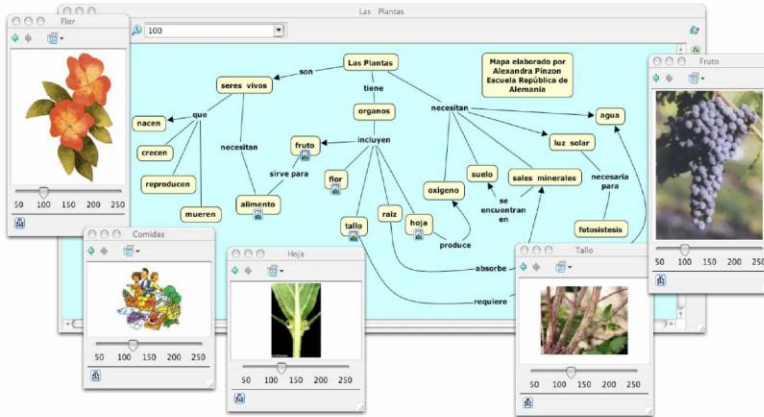 Las Plantas
100
Flor
50 100 150 200 250
Las Plantas
Mapa elaborado por
Alexandra Pinzon
Escuela República de
Alemania
son
seres vivos
tiene
organos
necesitan
agua
que
nacen
crecen
reproducen
mueren
necesitan
alimento
sirve para
fruto
incluyen
flor
tallo
raiz
hoja
produce
oxigeno
suelo
se
encuentran
en
sales minerales
luz solar
necesaria
para
fotosistesis
absorbe
requiere
Fruto
50 100 150 200 250
Comidas
50 100 150 200 250
Hoja
50 100 150 200 250
Tallo
50 100 150 200 250